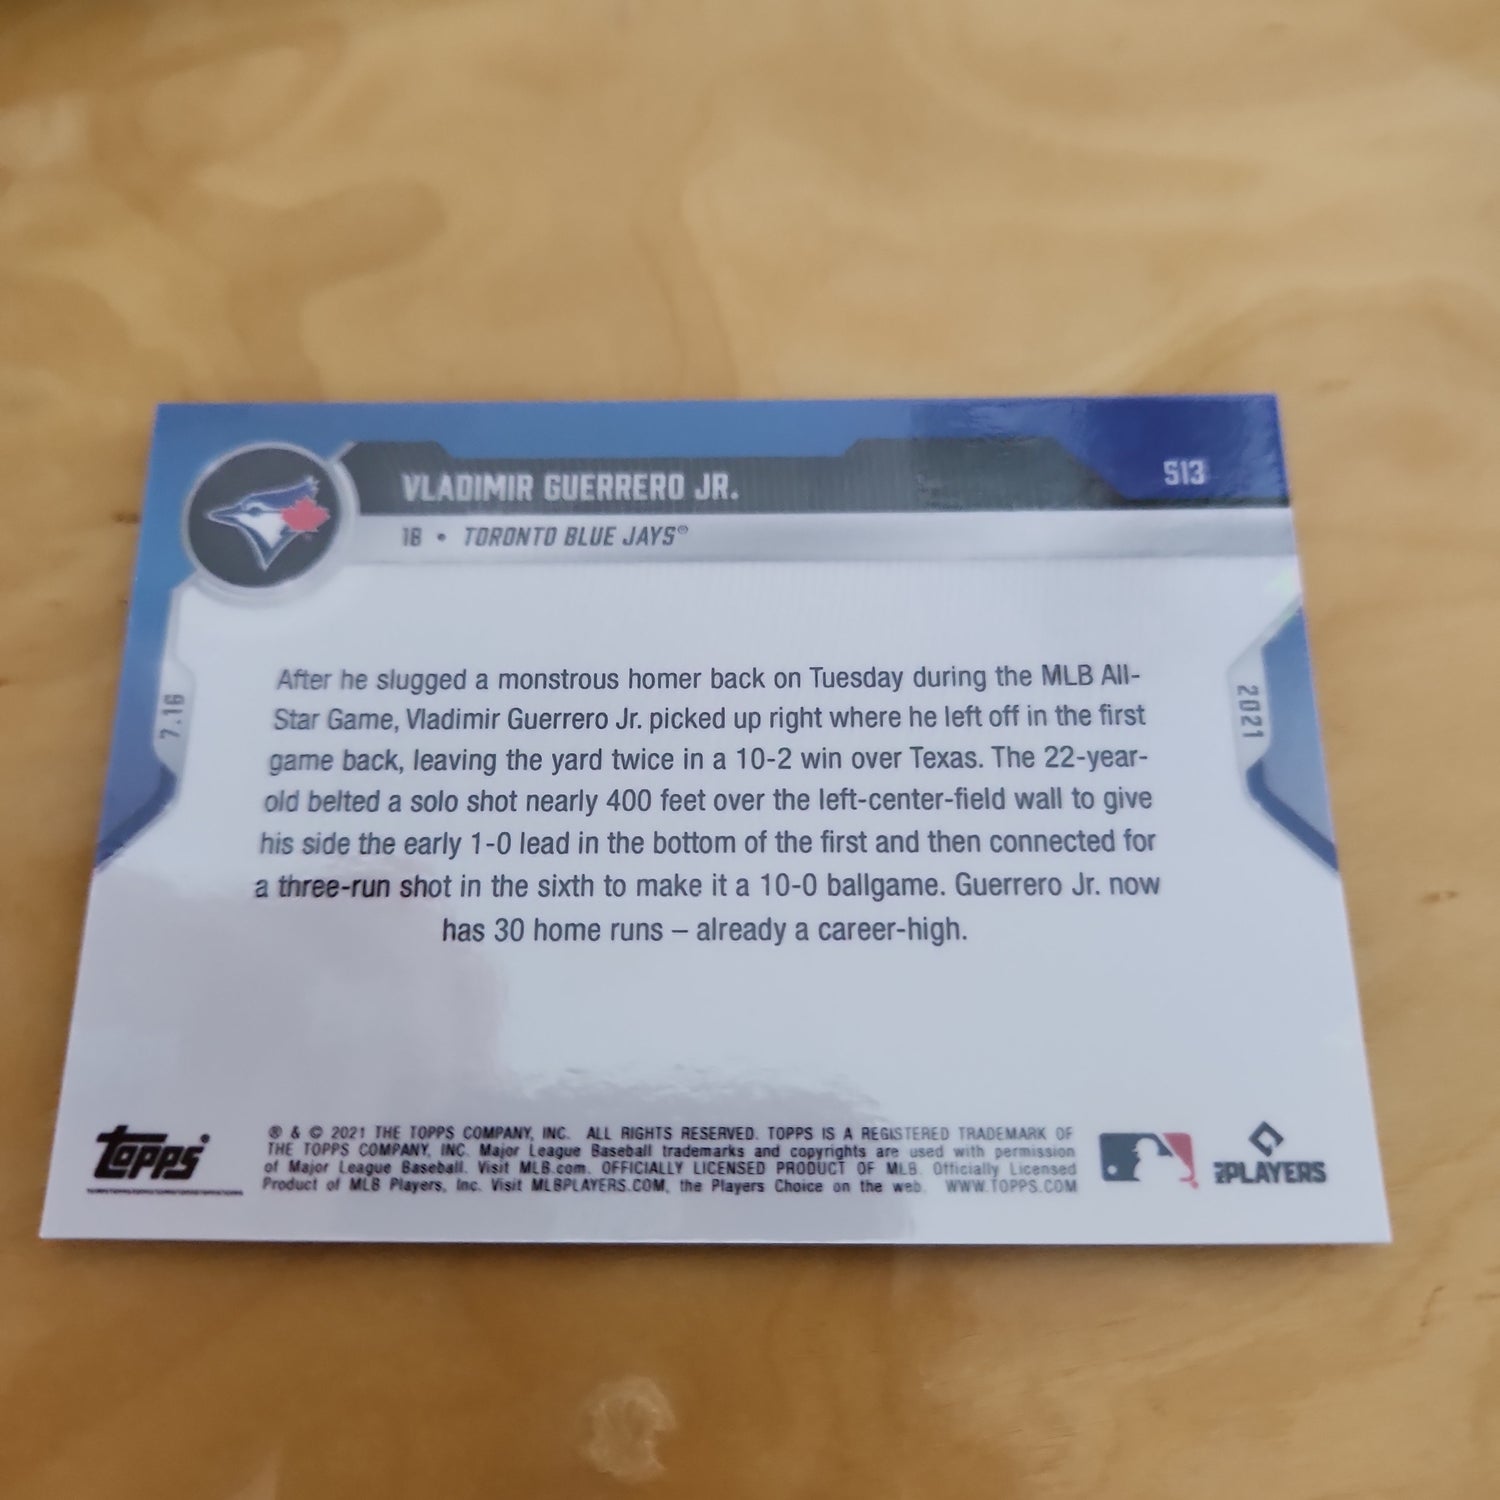 VLADIMIR GUERRERO JR.
513
1B • TORONTO BLUE JAYS®
7.16
2021
After he slugged a monstrous homer back on Tuesday during the MLB All-
Star Game, Vladimir Guerrero Jr. picked up right where he left off in the first
game back, leaving the yard twice in a 10-2 win over Texas. The 22-year-
old belted a solo shot nearly 400 feet over the left-center-field wall to give
his side the early 1-0 lead in the bottom of the first and then connected for
a three-run shot in the sixth to make it a 10-0 ballgame. Guerrero Jr. now
has 30 home runs – already a career-high.
topps
® & © 2021 THE TOPPS COMPANY, INC. ALL RIGHTS RESERVED. TOPPS IS A REGISTERED TRADEMARK OF
THE TOPPS COMPANY, INC. Major League Baseball trademarks and copyrights are used with permission
of Major League Baseball. Visit MLB.com. OFFICIALLY LICENSED PRODUCT OF MLB. Officially Licensed
Product of MLB Players, Inc. Visit MLBPLAYERS.COM, the Players Choice on the web. WWW.TOPPS.COM
PLAYERS